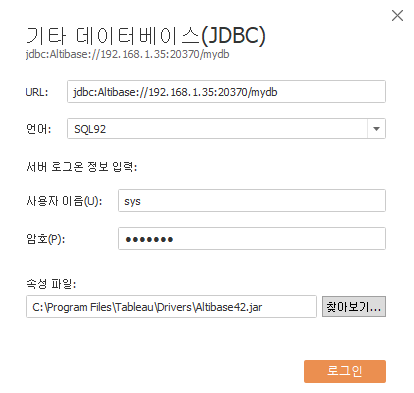 기타 데이터베이스(JDBC)
jdbc:Altibase://192.168.1.35:20370/mydb
URL: jdbc:Altibase://192.168.1.35:20370/mydb
언어: SQL92
서버 로그온 정보 입력:
사용자 이름(U): sys
암호(P): ●●●●●●●
속성 파일:
C:\Program Files\Tableau\Drivers\Altibase42.jar 찾아보기...
로그인